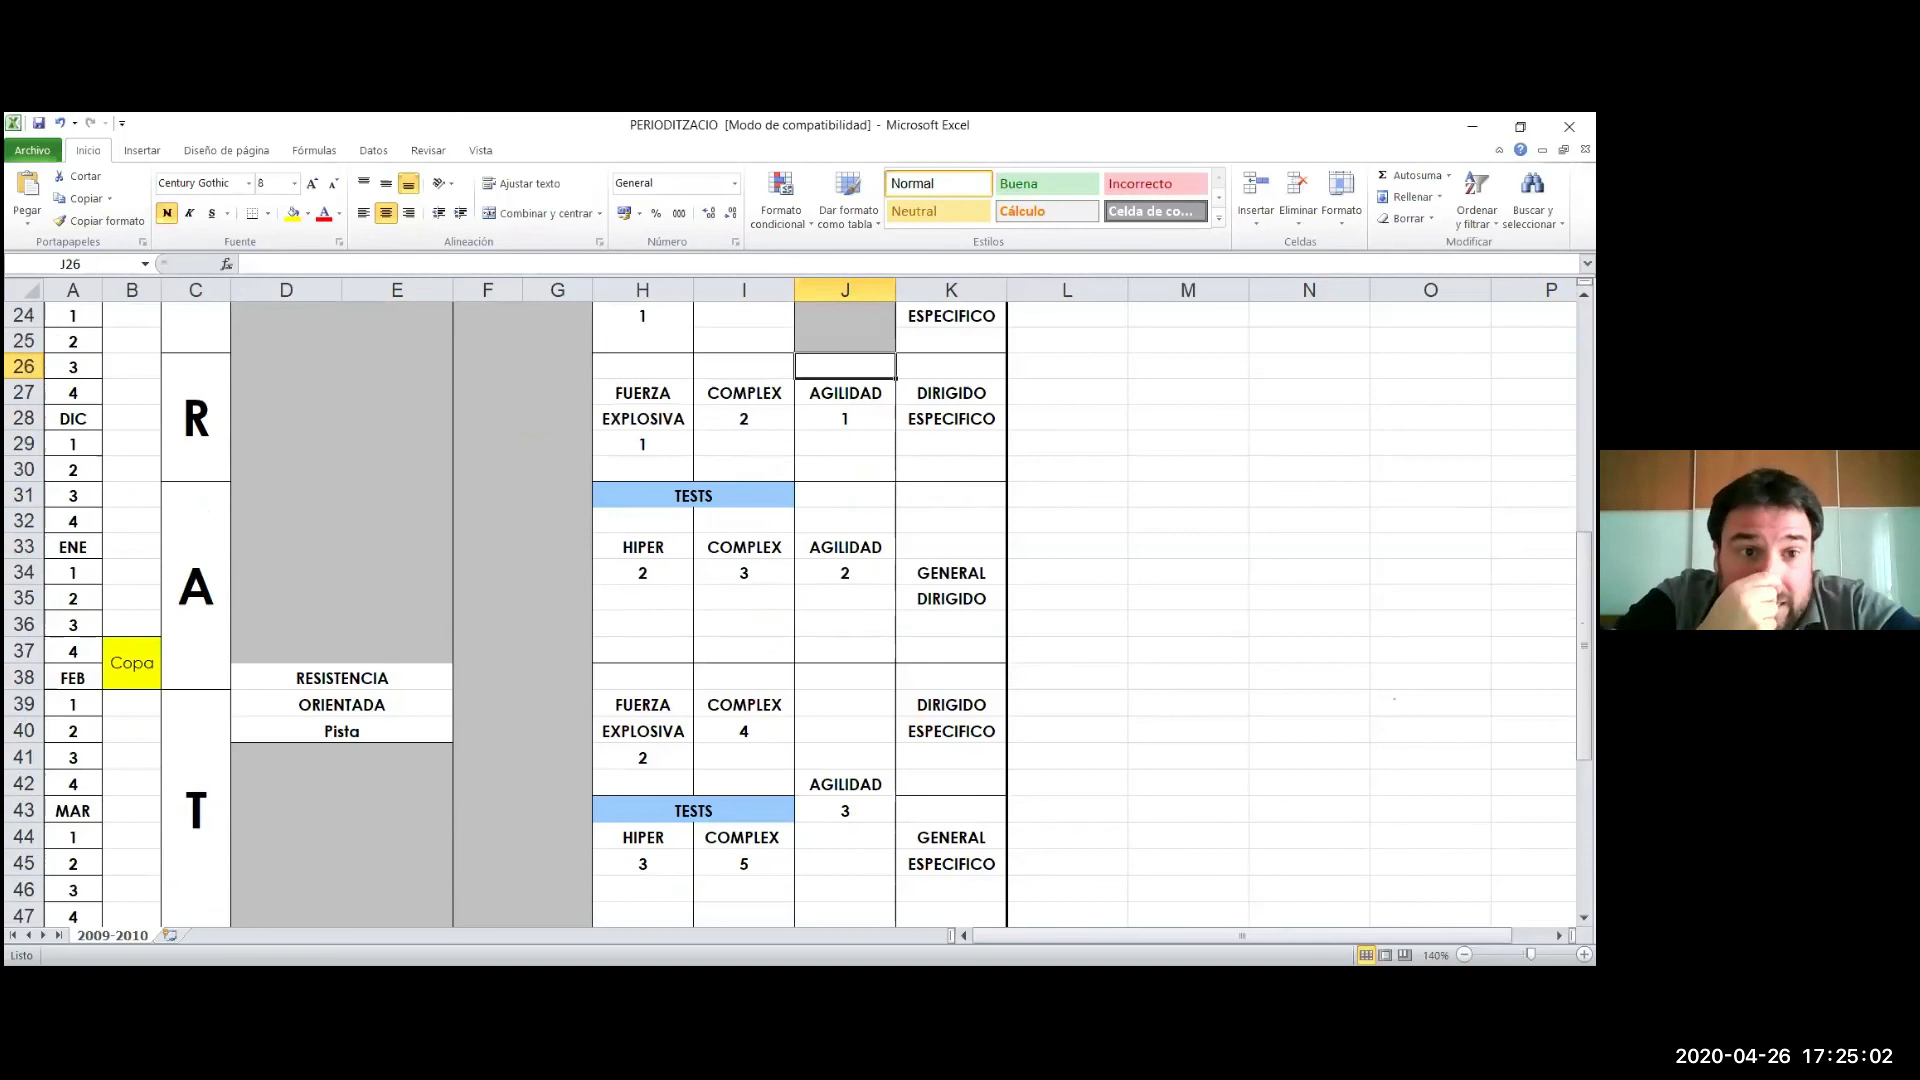 PERIODITZACIO [Modo de compatibilidad] - Microsoft Excel
Archivo Inicio Insertar Diseño de página Fórmulas Datos Revisar Vista
Pegar
Cortar
Copiar
Copiar formato
Portapapeles
Century Gothic 8
N K S
Fuente
Ajustar texto
Combinar y centrar
Alineación
General
% 000
Número
Formato condicional
Dar formato como tabla
Normal Buena Incorrecto
Neutral Cálculo Celda de co...
Estilos
Insertar Eliminar Formato
Celdas
Autosuma
Rellenar
Borrar
Ordenar y filtrar
Buscar y seleccionar
Modificar
J26 fx
A B C D E F G H I J K L M N O P
24 1 1 ESPECIFICO
25 2
26 3
27 4 FUERZA COMPLEX AGILIDAD DIRIGIDO
28 DIC R EXPLOSIVA 2 1 ESPECIFICO
29 1 1
30 2
31 3 TESTS
32 4
33 ENE HIPER COMPLEX AGILIDAD
34 1 A 2 3 2 GENERAL
35 2 DIRIGIDO
36 3
37 4 Copa
38 FEB RESISTENCIA
39 1 ORIENTADA FUERZA COMPLEX DIRIGIDO
40 2 Pista EXPLOSIVA 4 ESPECIFICO
41 3 2
42 4 AGILIDAD
43 MAR T TESTS 3
44 1 HIPER COMPLEX GENERAL
45 2 3 5 ESPECIFICO
46 3
47 4
2009-2010
Listo 140%
2020-04-26 17:25:02